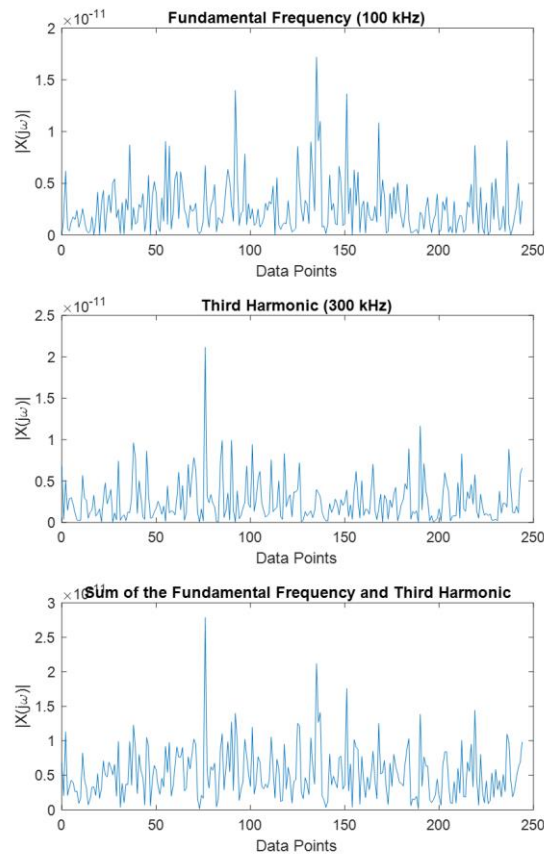 ×10⁻¹¹
Fundamental Frequency (100 kHz)
2
1.5
1
0.5
0
|X(jω)|
0 50 100 150 200 250
Data Points
×10⁻¹¹
Third Harmonic (300 kHz)
2.5
2
1.5
1
0.5
0
|X(jω)|
0 50 100 150 200 250
Data Points
Sum of the Fundamental Frequency and Third Harmonic
3
2.5
2
1.5
1
0.5
0
|X(jω)|
0 50 100 150 200 250
Data Points